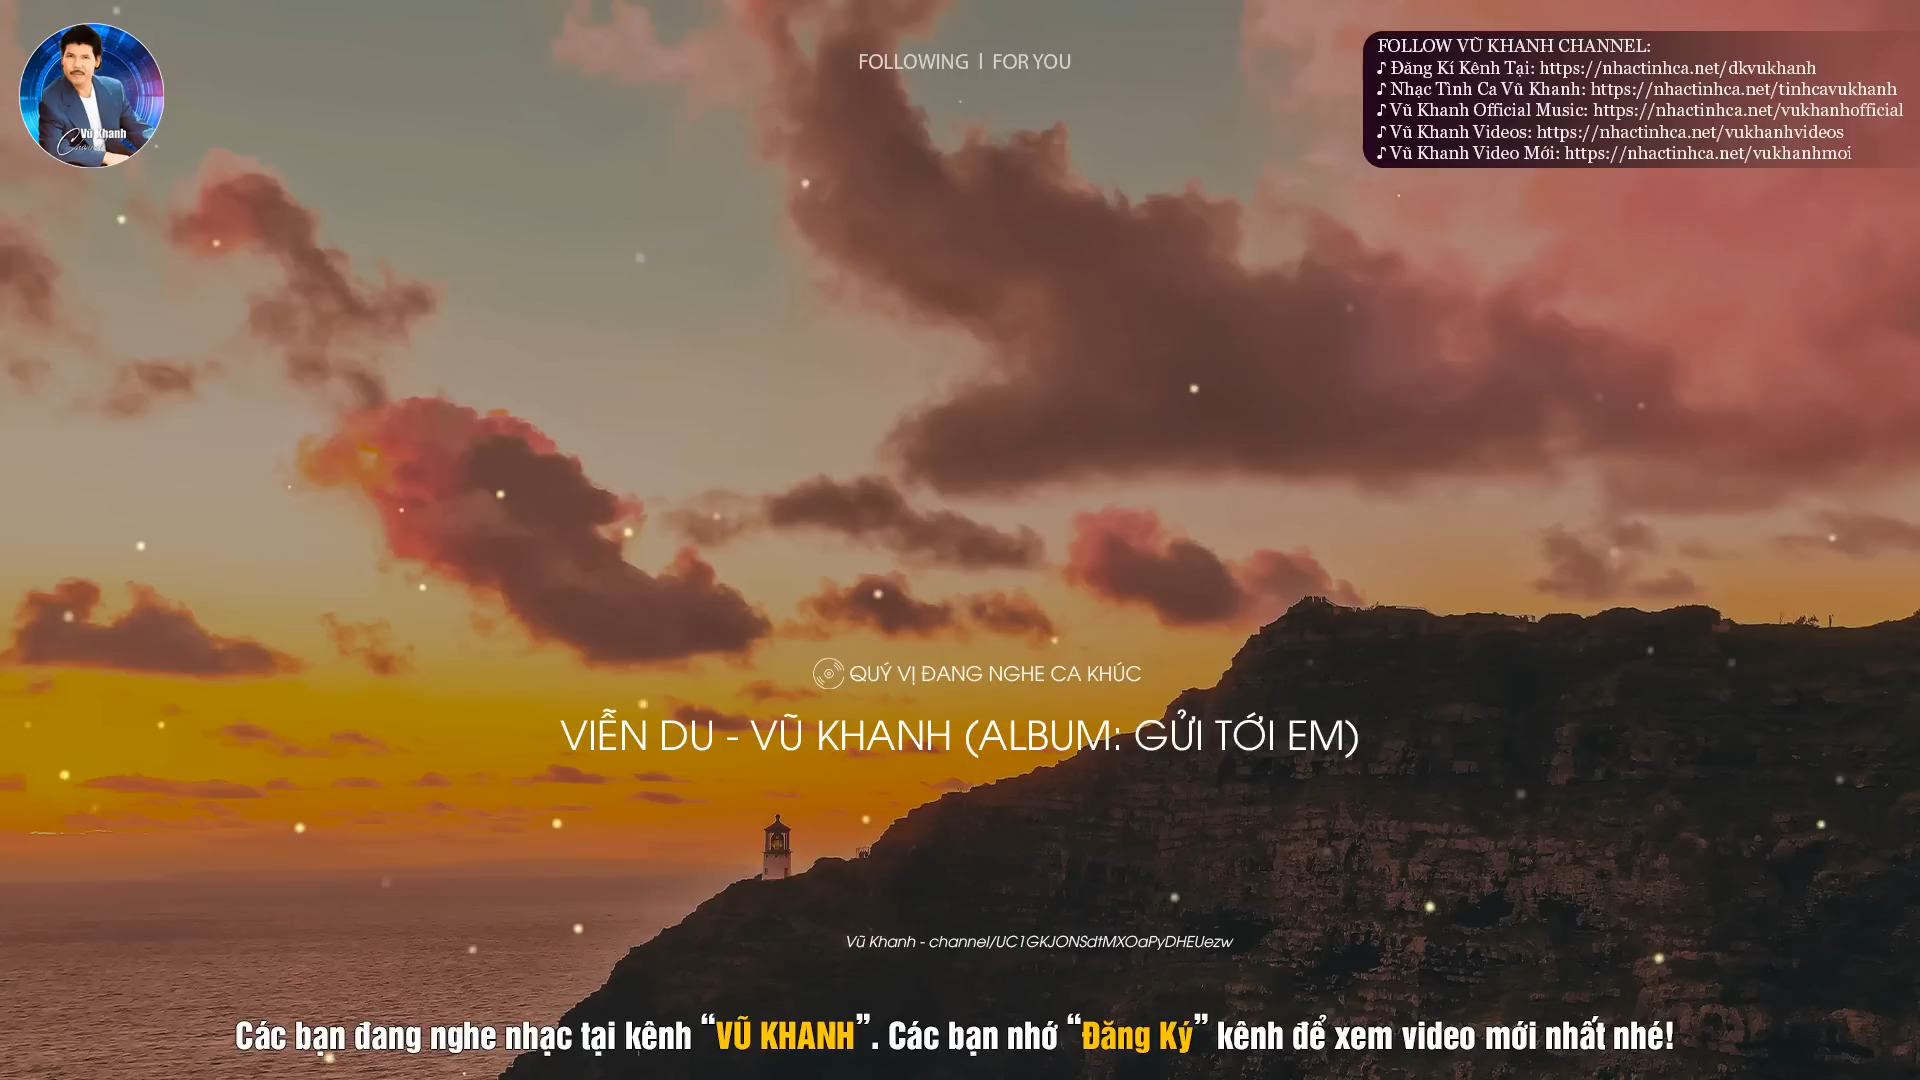 Vũ Khanh
Channel
FOLLOWING | FOR YOU
FOLLOW VŨ KHANH CHANNEL:
♪ Đăng Kí Kênh Tại: https://nhactinhca.net/dkvukhanh
♪ Nhạc Tình Ca Vũ Khanh: https://nhactinhca.net/tinhcavukhanh
♪ Vũ Khanh Official Music: https://nhactinhca.net/vukhanhofficial
♪ Vũ Khanh Videos: https://nhactinhca.net/vukhanhvideos
♪ Vũ Khanh Video Mới: https://nhactinhca.net/vukhanhmoi
QUÝ VỊ ĐANG NGHE CA KHÚC
VIỄN DU - VŨ KHANH (ALBUM: GỬI TỚI EM)
Vũ Khanh - channel/UC1GKJONSdtMXOaPyDHEUezw
Các bạn đang nghe nhạc tại kênh “VŨ KHANH”. Các bạn nhớ “Đăng Ký” kênh để xem video mới nhất nhé!